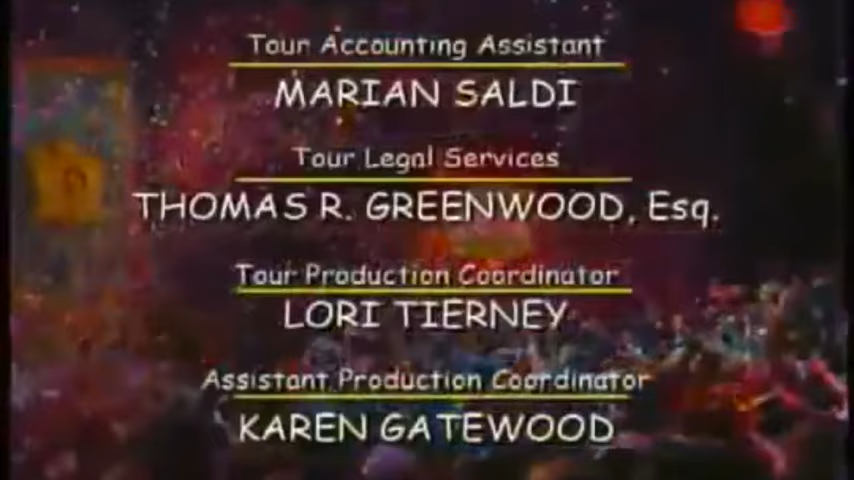 Tour Accounting Assistant
MARIAN SALDI
Tour Legal Services
THOMAS R. GREENWOOD, Esq.
Tour Production Coordinator
LORI TIERNEY
Assistant Production Coordinator
KAREN GATEWOOD